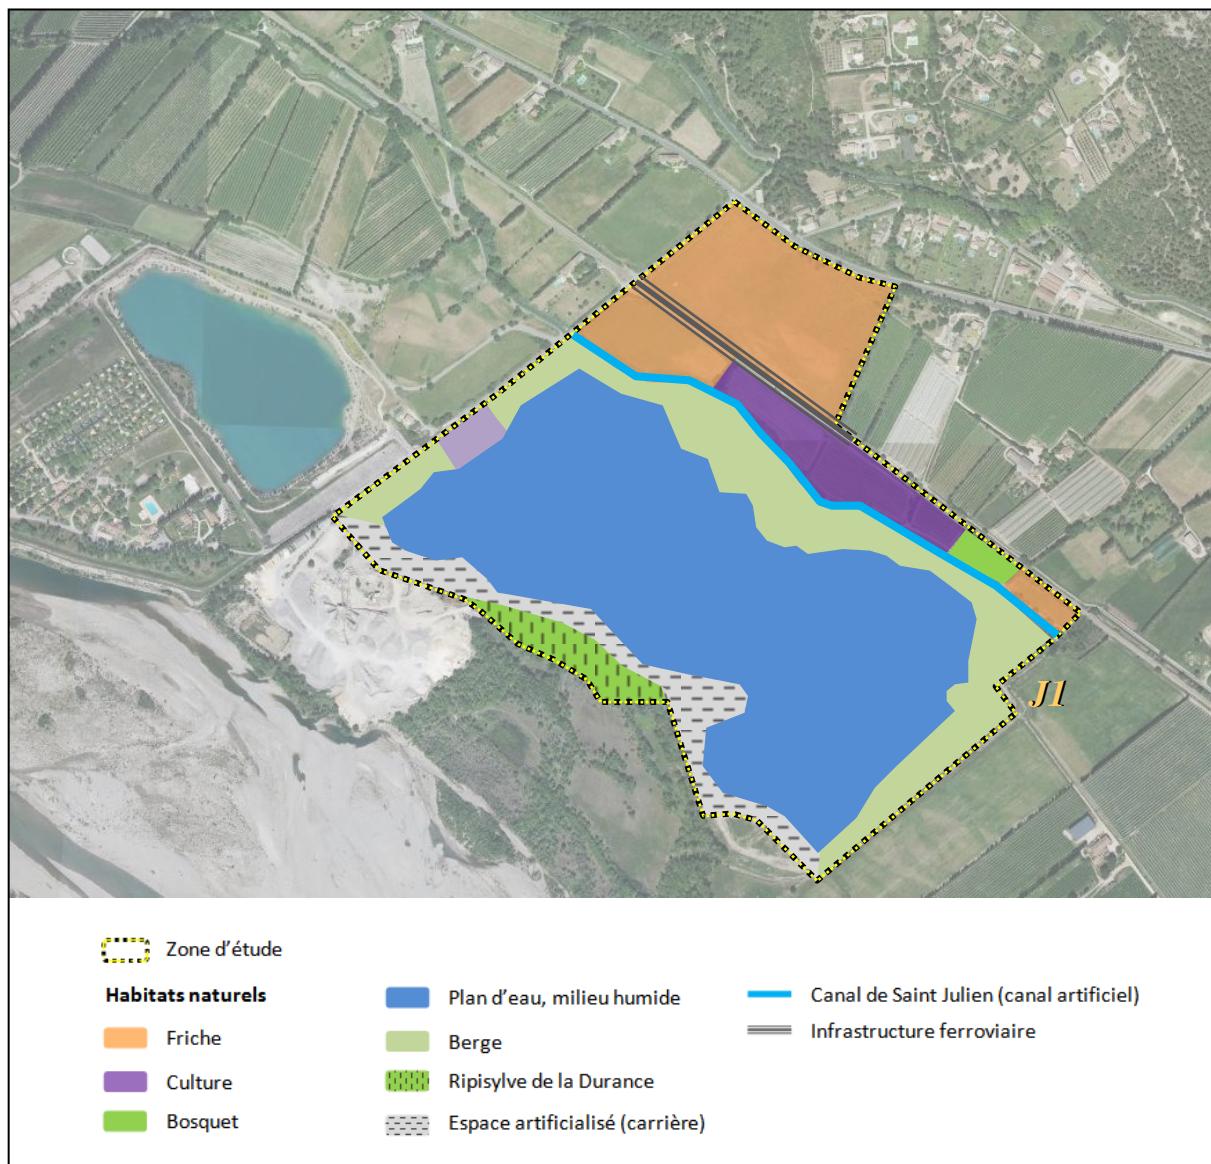 J1
Zone d'étude
Habitats naturels
Friche
Culture
Bosquet
Plan d'eau, milieu humide
Berge
Ripisylve de la Durance
Espace artificialisé (carrière)
Canal de Saint Julien (canal artificiel)
Infrastructure ferroviaire